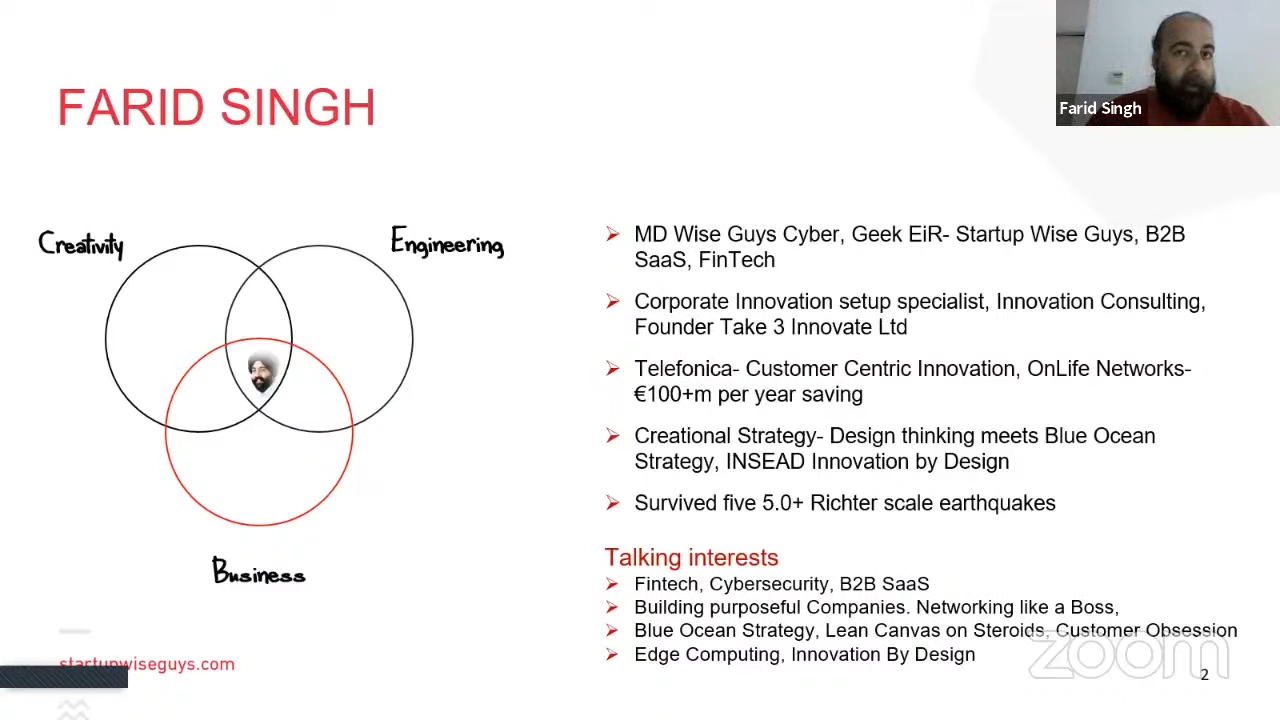 FARID SINGH
Farid Singh
Creativity
Engineering
Business
MD Wise Guys Cyber, Geek EiR- Startup Wise Guys, B2B
SaaS, FinTech
Corporate Innovation setup specialist, Innovation Consulting,
Founder Take 3 Innovate Ltd
Telefonica- Customer Centric Innovation, OnLife Networks-
€100+m per year saving
Creational Strategy- Design thinking meets Blue Ocean
Strategy, INSEAD Innovation by Design
Survived five 5.0+ Richter scale earthquakes
Talking interests
Fintech, Cybersecurity, B2B SaaS
Building purposeful Companies. Networking like a Boss,
Blue Ocean Strategy, Lean Canvas on Steroids, Customer Obsession
Edge Computing, Innovation By Design
startupwiseguys.com
zoom
2